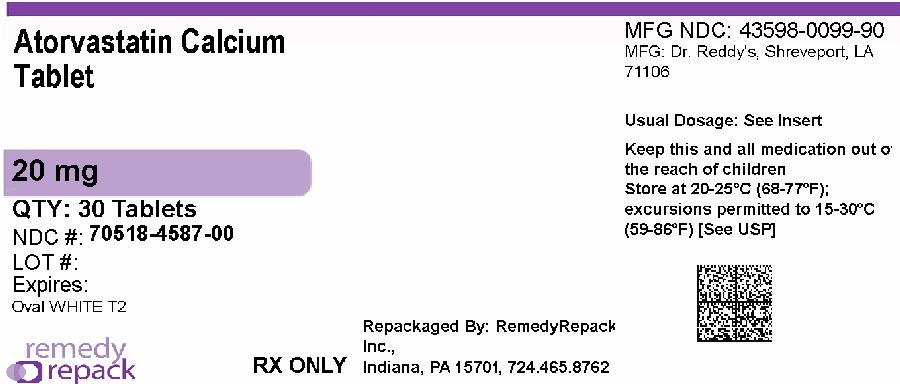 Atorvastatin Calcium
Tablet
20 mg
QTY: 30 Tablets
NDC #: 70518-4587-00
LOT #:
Expires:
Oval WHITE T2
remedy
repack
RX ONLY
Repackaged By: RemedyRepack
Inc.,
Indiana, PA 15701, 724.465.8762
MFG NDC: 43598-0099-90
MFG: Dr. Reddy's, Shreveport, LA
71106
Usual Dosage: See Insert
Keep this and all medication out o
the reach of children
Store at 20-25°C (68-77°F);
excursions permitted to 15-30°C
(59-86°F) [See USP]